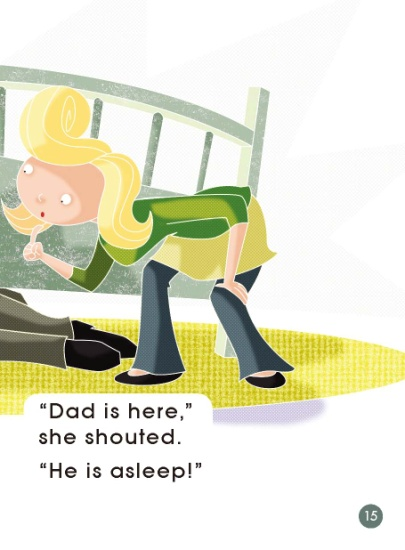 “Dad is here,”
she shouted.
“He is asleep!”
15